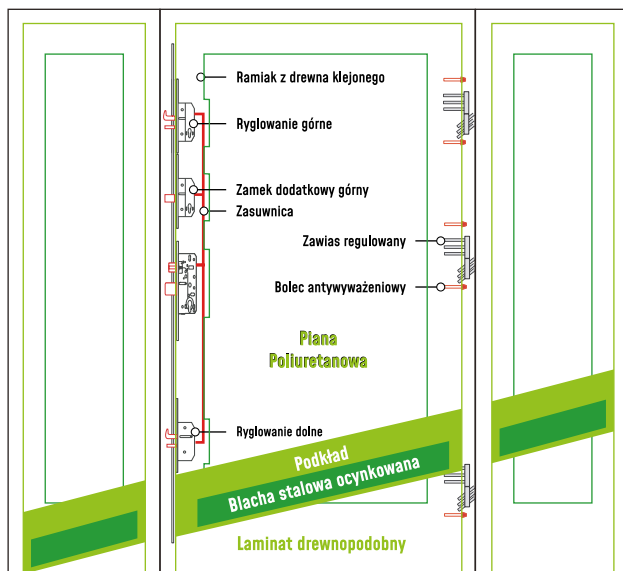 Ramiak z drewna klejonego
Ryglowanie górne
Zamek dodatkowy górny
Zasuwnica
Zawias regulowany
Bolec antywyważeniowy
Piana
Poliuretanowa
Ryglowanie dolne
Podkład
Blacha stalowa ocynkowana
Laminat drewnopodobny